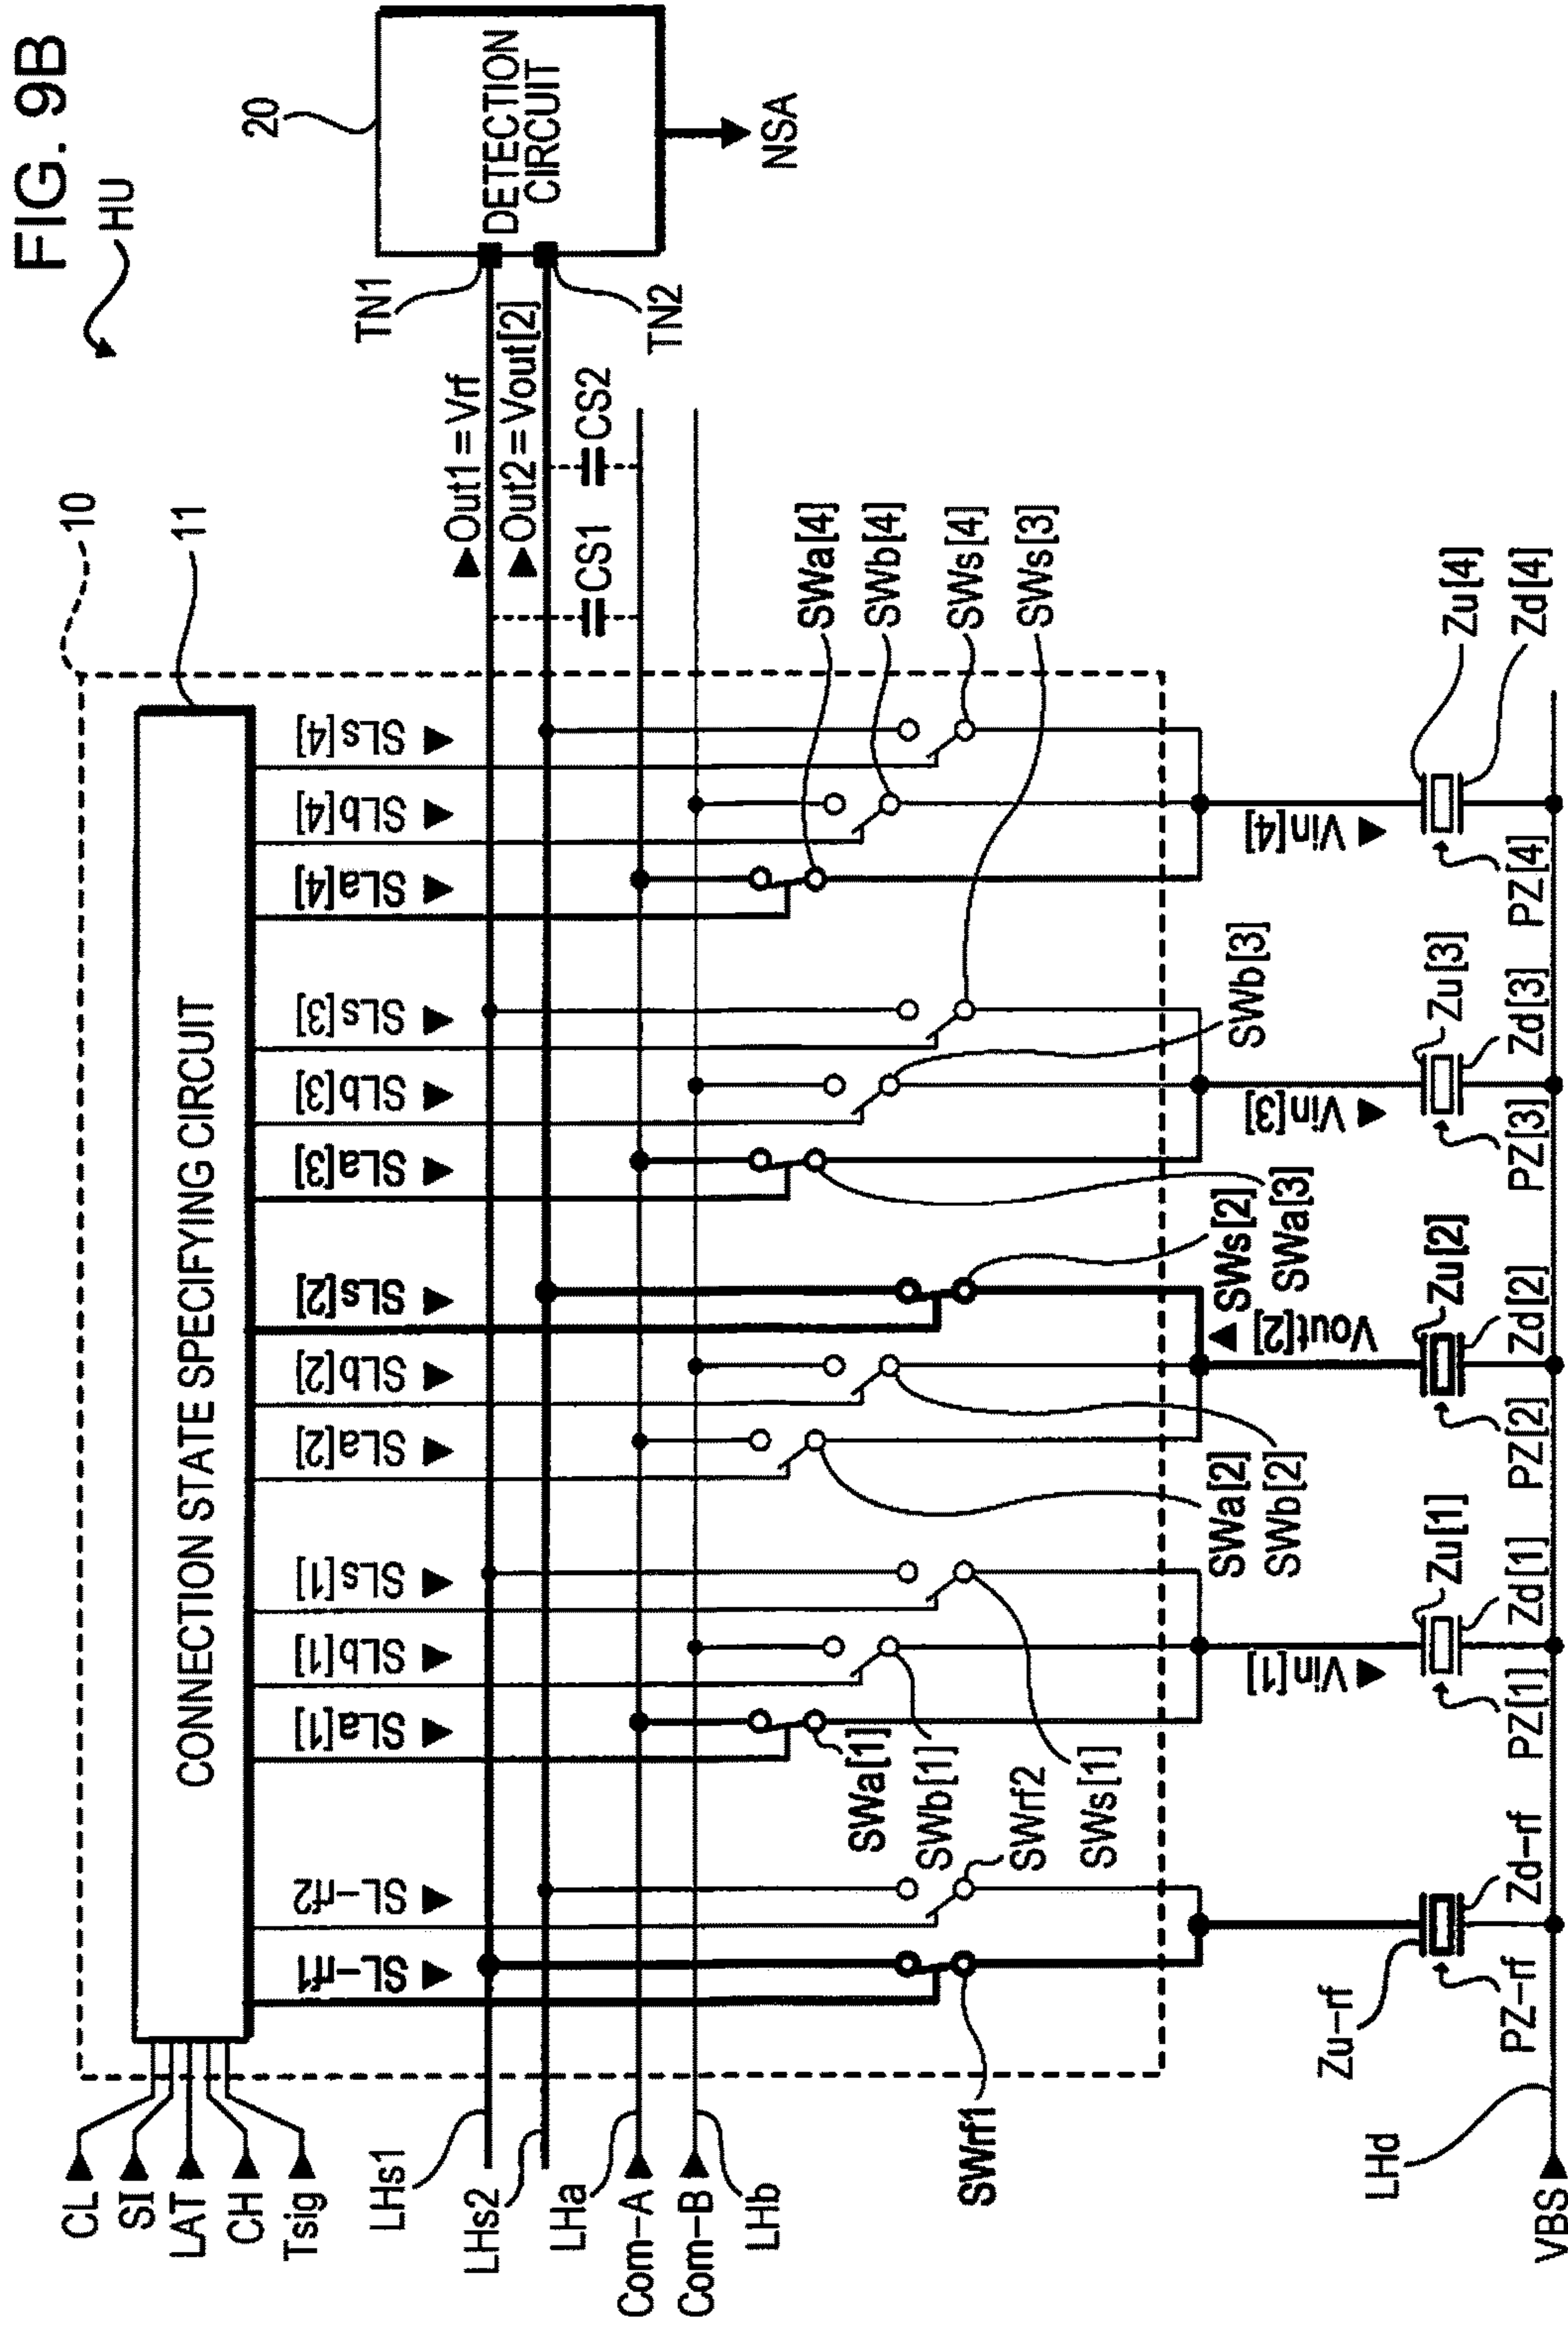 FIG. 9B
HU
10
11
20
CONNECTION STATE SPECIFYING CIRCUIT
DETECTION
CIRCUIT
NSA
TN1
TN2
Out1=Vrf
Out2=Vout[2]
CS1
CS2
CL
SI
LAT
CH
Tsig
LHs1
LHs2
LHa
Com-A
Com-B
LHb
SL-rf1
SL-rf2
SLa[1]
SLb[1]
SLs[1]
SLa[2]
SLb[2]
SLs[2]
SLa[3]
SLb[3]
SLs[3]
SLa[4]
SLb[4]
SLs[4]
SWrf1
SWa[1]
SWb[1]
SWrf2
SWs[1]
SWa[2]
SWb[2]
SWs[2]
SWa[3]
SWb[3]
SWa[4]
SWb[4]
SWs[4]
SWs[3]
Vin[1]
Vout[2]
Vin[3]
Vin[4]
Zu-rf
Zd-rf
PZ-rf
Zu[1]
Zd[1]
PZ[1]
Zu[2]
Zd[2]
PZ[2]
Zu[3]
Zd[3]
PZ[3]
Zu[4]
Zd[4]
PZ[4]
LHd
VBS